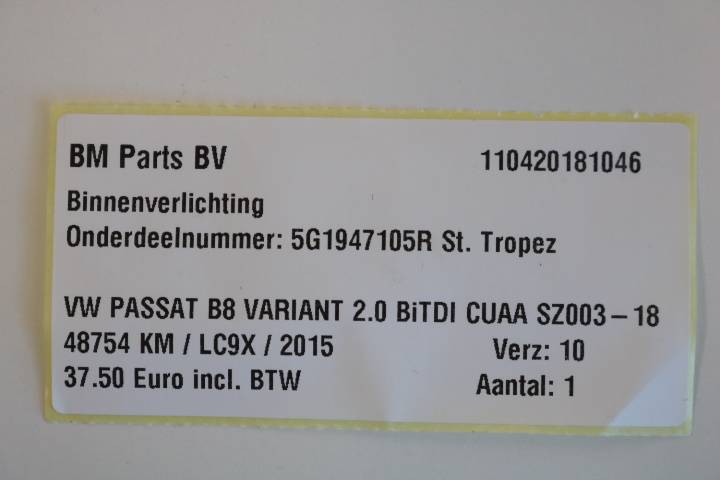 BM Parts BV 110420181046
Binnenverlichting
Onderdeelnummer: 5G1947105R St. Tropez
VW PASSAT B8 VARIANT 2.0 BiTDI CUAA SZ003-18
48754 KM / LC9X / 2015 Verz: 10
37.50 Euro incl. BTW Aantal: 1